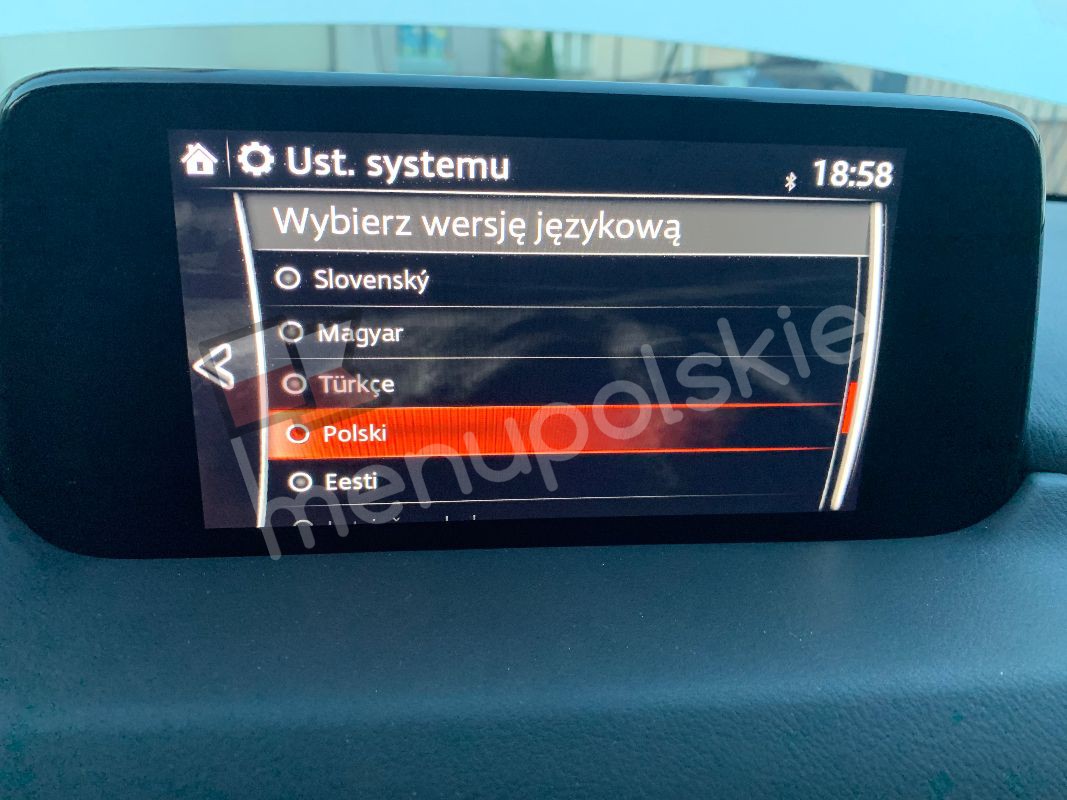 Ust. systemu
18:58
Wybierz wersję językową
Slovenský
Magyar
Türkçe
Polski
Eesti
menupolskie